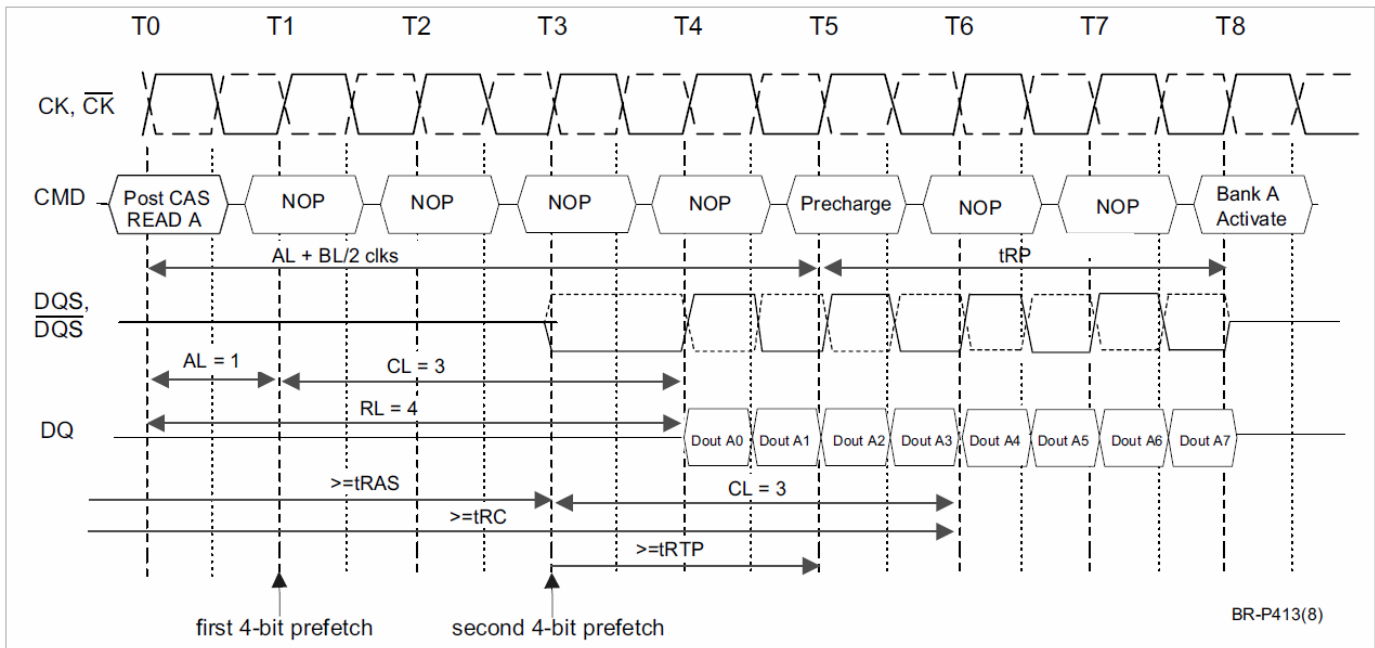 T0 T1 T2 T3 T4 T5 T6 T7 T8
CK, CK
CMD
Post CAS
READ A
NOP
NOP
NOP
NOP
Precharge
NOP
NOP
Bank A
Activate
AL + BL/2 clks
tRP
DQS,
DQS
AL = 1
CL = 3
RL = 4
DQ
Dout A0 Dout A1 Dout A2 Dout A3 Dout A4 Dout A5 Dout A6 Dout A7
>=tRAS
CL = 3
>=tRC
>=tRTP
first 4-bit prefetch
second 4-bit prefetch
BR-P413(8)